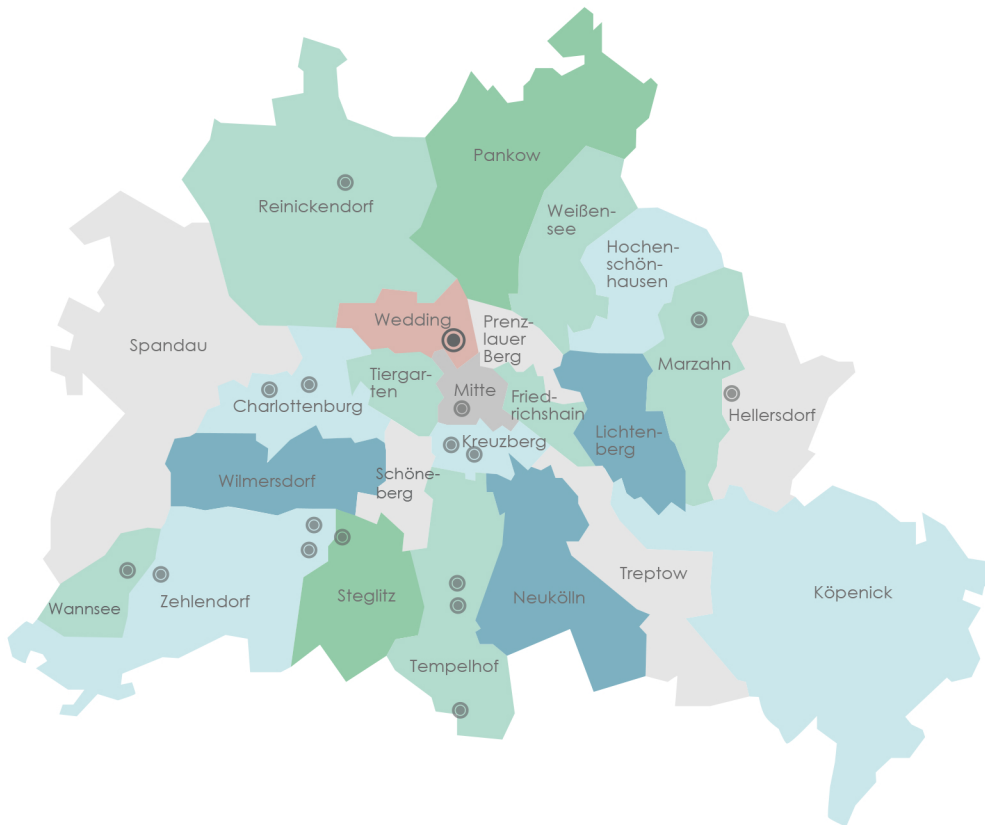 Pankow
Reinickendorf
Weißen-
see
Hochen-
schön-
hausen
Wedding
Prenz-
lauer
Berg
Spandau
Tiergar-
ten
Mitte
Marzahn
Charlottenburg
Fried-
richshain
Hellersdorf
Kreuzberg
Lichten-
berg
Wilmersdorf
Schöne-
berg
Treptow
Wannsee
Zehlendorf
Steglitz
Neukölln
Köpenick
Tempelhof